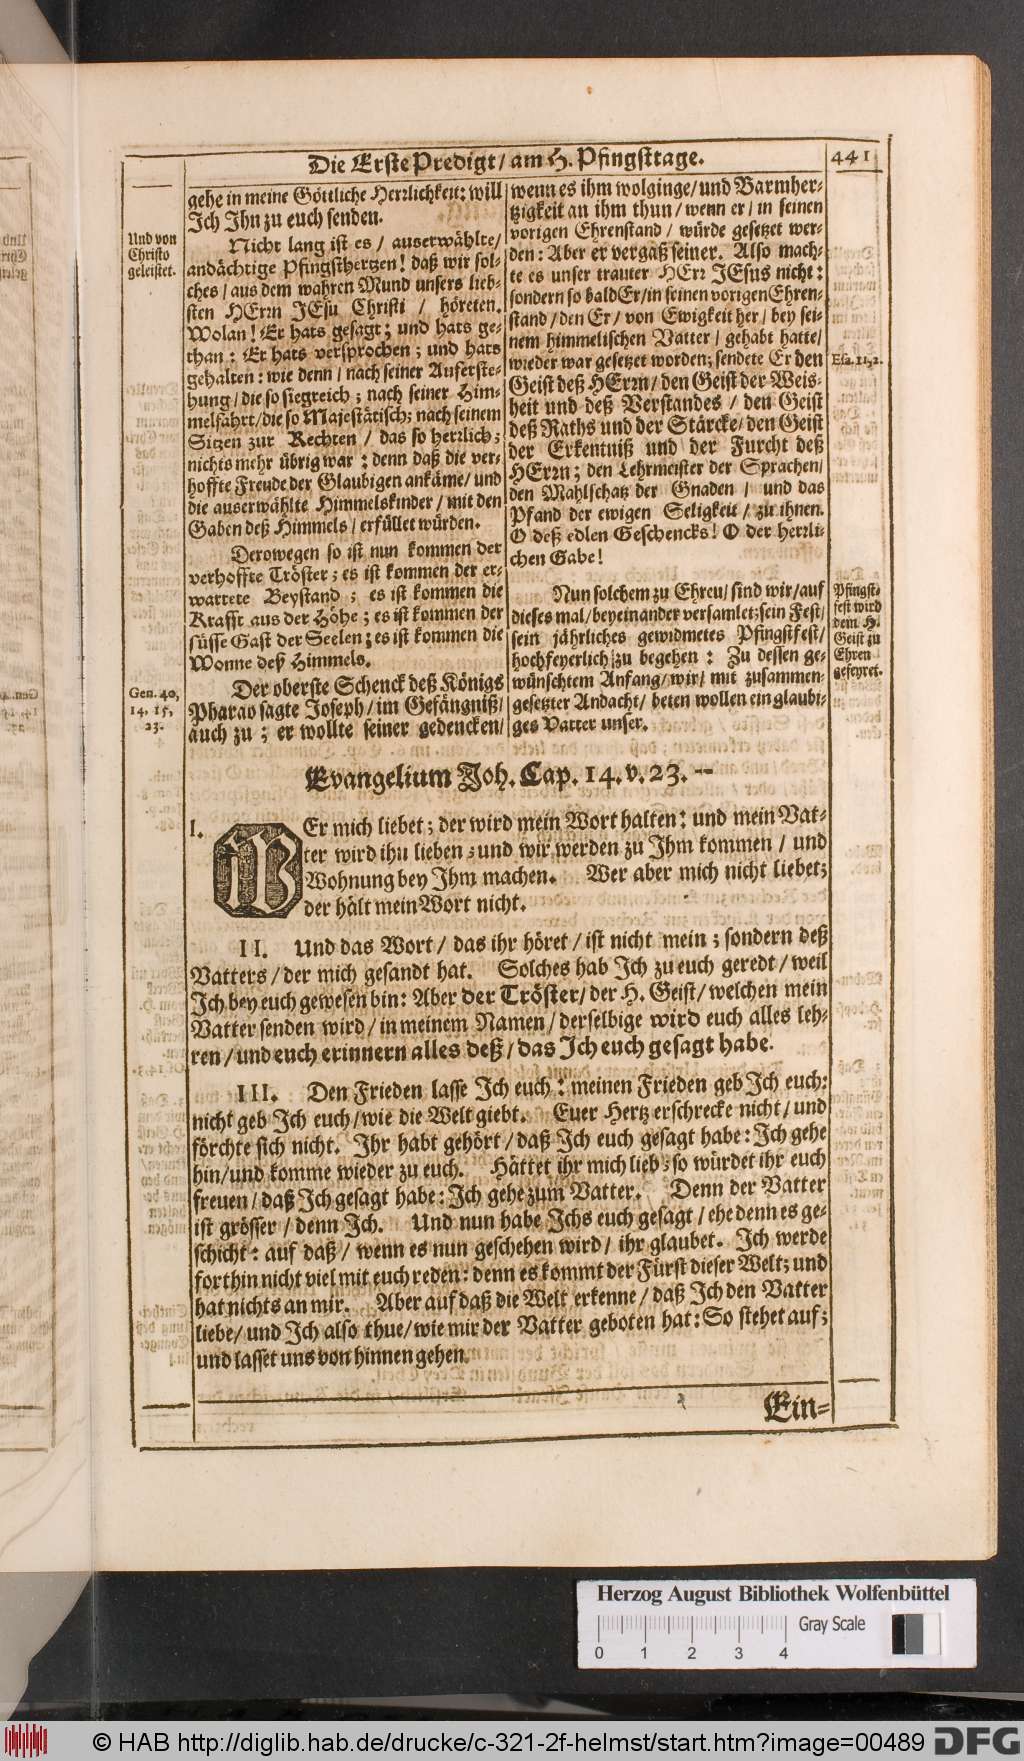 Die Erste Predigt / am H. Pfingsttage.
441
gehe in meine Göttliche Herrlichkeit: will
Ich Ihn zu euch senden.
Und von
Christo
geleistet.
Nicht lang ist es / auserwählte /
andächtige Pfingsthertzen! daß wir sol-
ches / aus dem wahren Mund unsers lieb-
sten HErrn JEsu Christi / höreten.
Wolan! Er hats gesagt; und hats ge-
than: Er hats versprochen; und hats
gehalten: wie denn / nach seiner Auferste-
hung / die so siegreich; nach seiner Him-
melfahrt / die so Majestätisch; nach seinem
Sitzen zur Rechten / das so herrlich;
nichts mehr übrig war: denn daß die ver-
hoffte Freude der Glaubigen ankäme / und
die auserwählte Himmelskinder / mit den
Gaben deß Himmels / erfüllet würden.
Derowegen so ist nun kommen der
verhoffte Tröster; es ist kommen der er-
wartete Beystand; es ist kommen die
Krafft aus der Höhe; es ist kommen der
süsse Gast der Seelen; es ist kommen die
Wonne deß Himmels.
Gen. 40,
14. 15.
23.
Der oberste Schenck deß Königs
Pharao sagte Joseph / im Gefängniß /
auch zu; er wollte seiner gedencken /
wenn es ihm wolginge / und Barmher-
tzigkeit an ihm thun / wenn er / in seinen
vorigen Ehrenstand / würde gesetzet wer-
den: Aber er vergaß seiner. Also mach-
te es unser trauter HErr JEsus nicht:
sondern so bald Er / in seinen vorigen Ehren-
stand / den Er / von Ewigkeit her / bey sei-
nem himmelischen Vatter / gehabt hatte /
wieder war gesetzet worden; sendete Er den
Esa. 11, 2.
Geist deß HErrn / den Geist der Weis-
heit und deß Verstandes / den Geist
deß Raths und der Stärcke / den Geist
der Erkentniß und der Furcht deß
HErrn; den Lehrmeister der Sprachen /
den Mahlschatz der Gnaden / und das
Pfand der ewigen Seligkeit / zu ihnen.
O deß edlen Geschencks! O der herrli-
chen Gabe!
Pfingst-
fest wird
dem H.
Geist zu
Ehren
gefeyret.
Nun solchem zu Ehren / sind wir / auf
dieses mal / beyeinander versamlet; sein Fest /
sein jährliches gewidmetes Pfingstfest /
hochfeyerlich zu begehen: Zu dessen ge-
wünschtem Anfang / wir / mit zusammen-
gesetzter Andacht / beten wollen ein glaubi-
ges Vatter unser.
Evangelium Joh. Cap. 14. v. 23. --
I. WEr mich liebet; der wird mein Wort halten: und mein Vat-
ter wird ihn lieben; und wir werden zu Ihm kommen / und
Wohnung bey Ihm machen. Wer aber mich nicht liebet;
der hält mein Wort nicht.
II. Und das Wort / das ihr höret / ist nicht mein; sondern deß
Vatters / der mich gesandt hat. Solches hab Ich zu euch geredt / weil
Ich bey euch gewesen bin: Aber der Tröster / der H. Geist / welchen mein
Vatter senden wird / in meinem Namen / derselbige wird euch alles leh-
ren / und euch erinnern alles deß / das Ich euch gesagt habe.
III. Den Frieden lasse Ich euch: meinen Frieden geb Ich euch:
nicht geb Ich euch / wie die Welt giebt. Euer Hertz erschrecke nicht / und
förchte sich nicht. Ihr habt gehört / daß Ich euch gesagt habe: Ich gehe
hin / und komme wieder zu euch. Hättet ihr mich lieb; so würdet ihr euch
freuen / daß Ich gesagt habe: Ich gehe zum Vatter. Denn der Vatter
ist grösser / denn Ich. Und nun habe Ichs euch gesagt / ehe denn es ge-
schicht: auf daß / wenn es nun geschehen wird / ihr glaubet. Ich werde
forthin nicht viel mit euch reden: denn es kommt der Fürst dieser Welt; und
hat nichts an mir. Aber auf daß die Welt erkenne / daß Ich den Vatter
liebe / und Ich also thue / wie mir der Vatter geboten hat: So stehet auf;
und lasset uns von hinnen gehen.
Ein-
Herzog August Bibliothek Wolfenbüttel
Gray Scale
0 1 2 3 4
© HAB http://diglib.hab.de/drucke/c-321-2f-helmst/start.htm?image=00489
DFG